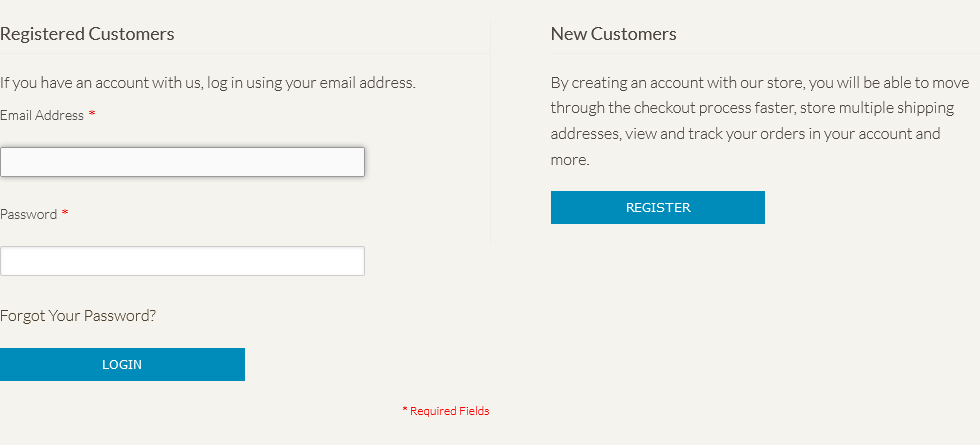 Registered Customers
If you have an account with us, log in using your email address.
Email Address *
Password *
Forgot Your Password?
LOGIN
* Required Fields
New Customers
By creating an account with our store, you will be able to move
through the checkout process faster, store multiple shipping
addresses, view and track your orders in your account and
more.
REGISTER